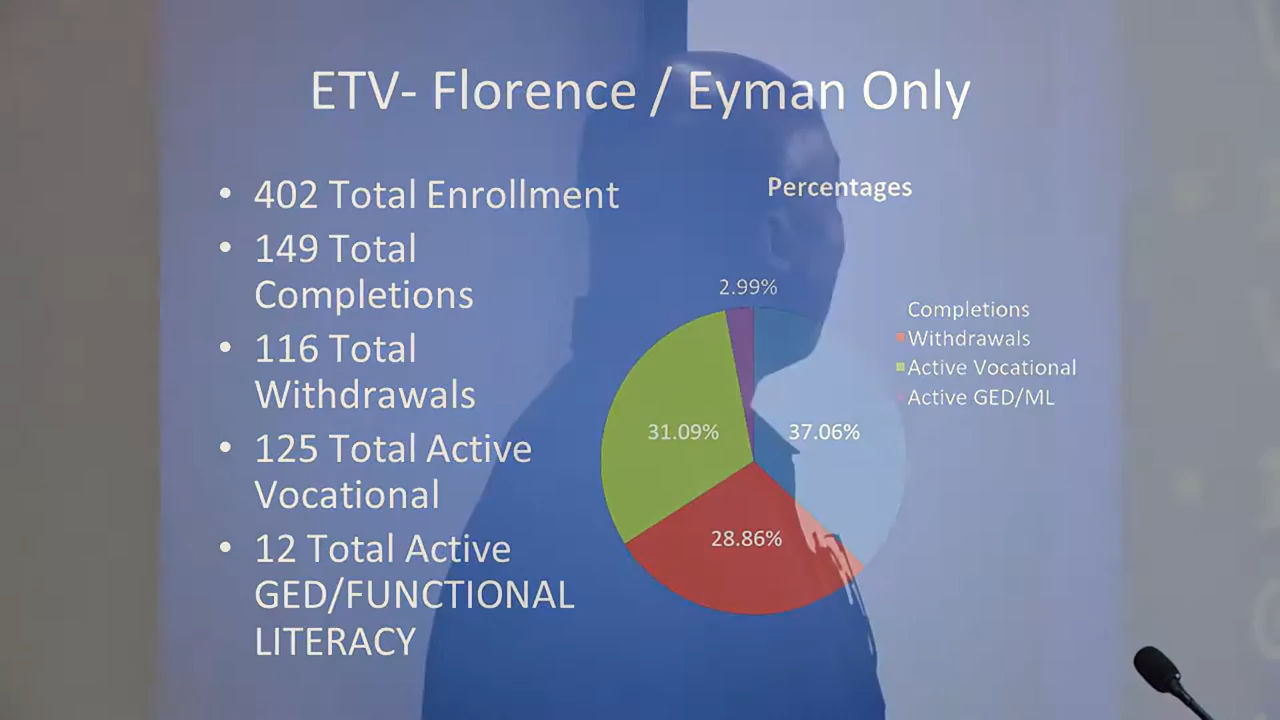 ETV- Florence / Eyman Only
• 402 Total Enrollment
• 149 Total
Completions
• 116 Total
Withdrawals
• 125 Total Active
Vocational
• 12 Total Active
GED/FUNCTIONAL
LITERACY
Percentages
2.99%
31.09%
37.06%
28.86%
Completions
Withdrawals
Active Vocational
Active GED/ML